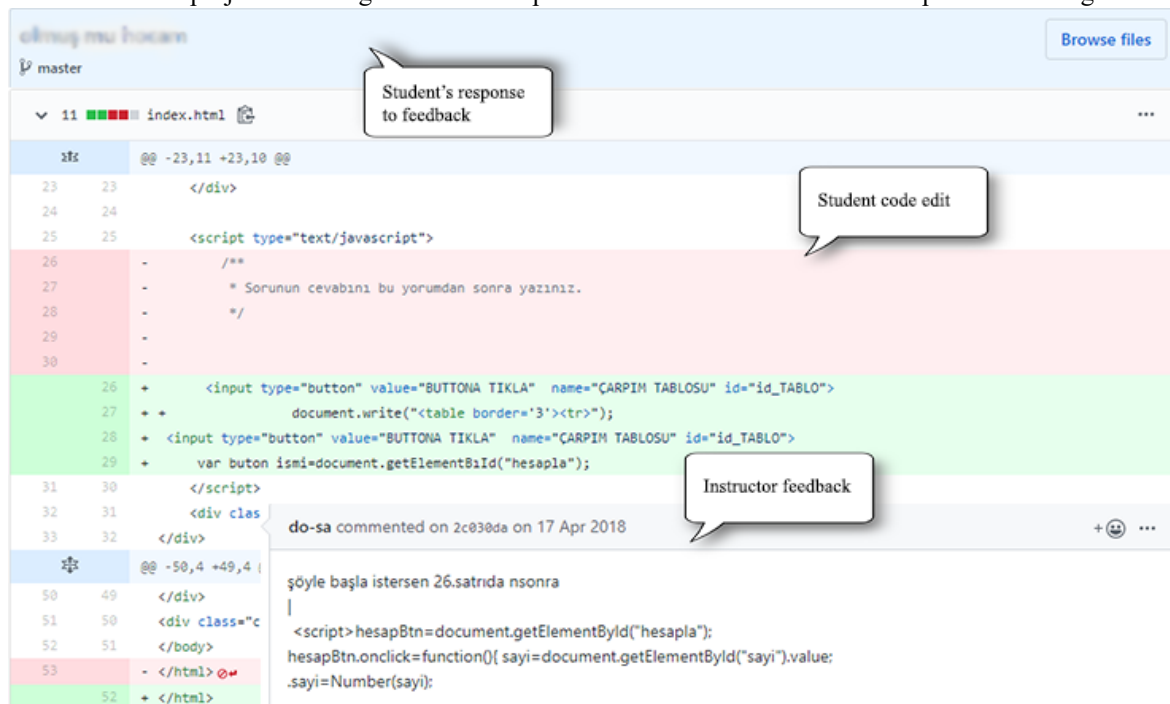 olmuş mu hocam
Browse files
master
Student's response
to feedback
11 index.html
@@ -23,11 +23,10 @@
23 23 </div>
Student code edit
24 24
25 25 <script type="text/javascript">
26 - /**
27 - * Sorunun cevabını bu yorumdan sonra yazınız.
28 - */
29 -
30 -
26 + <input type="button" value="BUTTONA TIKLA" name="ÇARPIM TABLOSU" id="id_TABLO">
27 + + document.write("<table border='3'><tr>");
28 + <input type="button" value="BUTTONA TIKLA" name="ÇARPIM TABLOSU" id="id_TABLO">
29 + var buton ismi=document.getElementBıId("hesapla");
31 30 </script>
Instructor feedback
32 31 <div clas
do-sa commented on 2c030da on 17 Apr 2018
33 32 </div>
@@ -50,4 +49,4
50 49 </div>
51 50 <div class="c
52 51 </body>
53 - </html>
52 + </html>
şöyle başla istersen 26.satrıda nsonra
|
<script>hesapBtn=document.getElementById("hesapla");
hesapBtn.onclick=function(){ sayi=document.getElementById("sayi").value;
.sayi=Number(sayi);